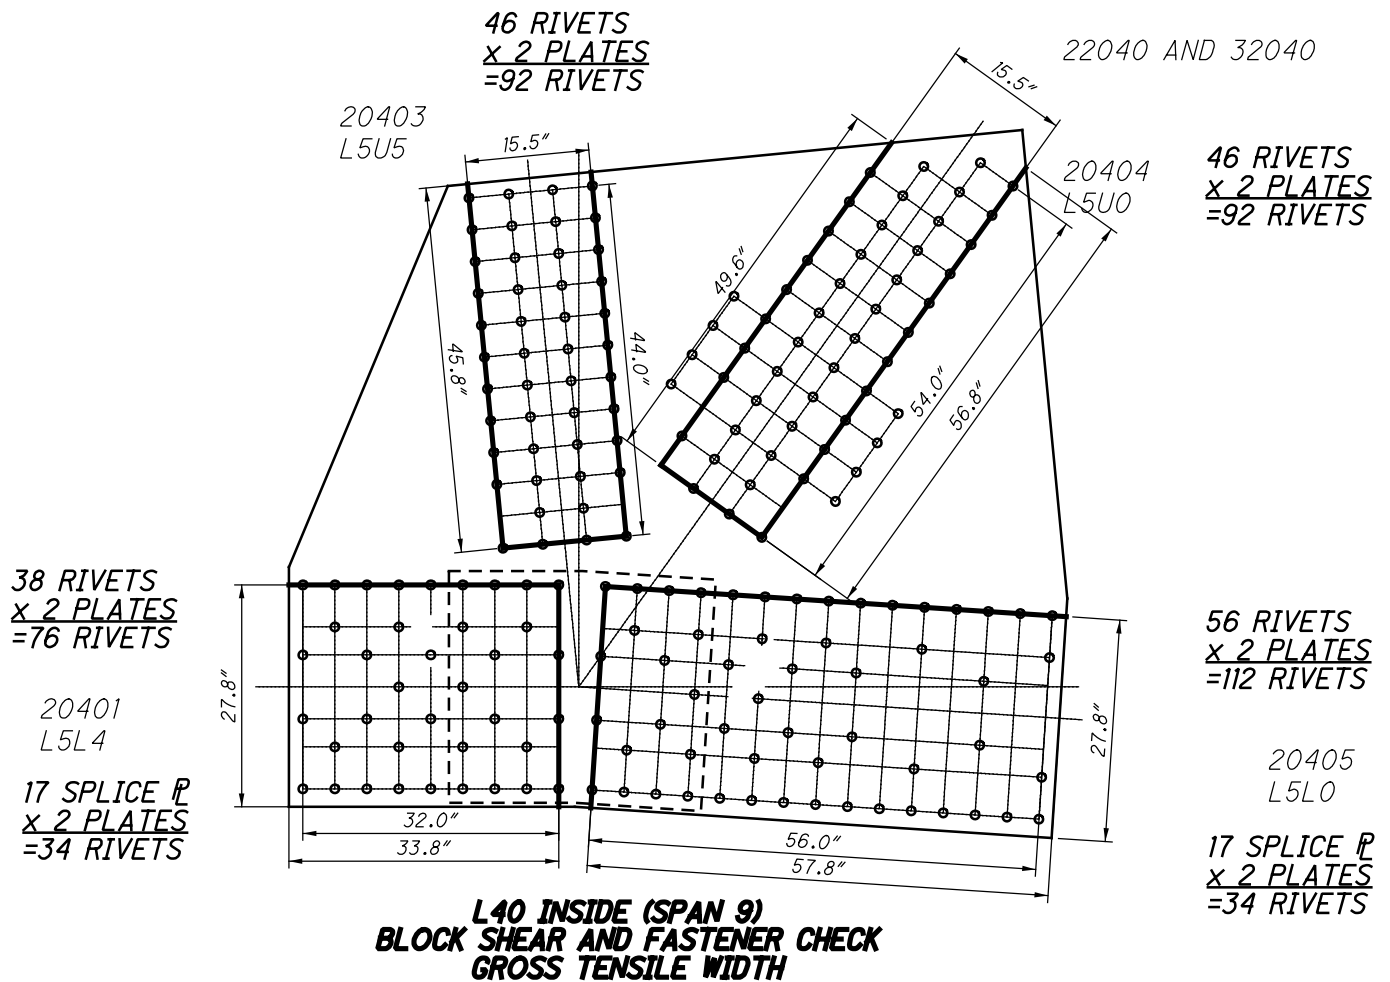 46 RIVETS
x 2 PLATES
=92 RIVETS
22040 AND 32040
20403
L5U5
15.5"
15.5"
20404
L5U0
46 RIVETS
x 2 PLATES
=92 RIVETS
49.6"
45.8"
44.0"
54.0"
56.8"
38 RIVETS
x 2 PLATES
=76 RIVETS
56 RIVETS
x 2 PLATES
=112 RIVETS
27.8"
27.8"
20401
L5L4
20405
L5L0
17 SPLICE PL
x 2 PLATES
=34 RIVETS
32.0"
33.8"
56.0"
57.8"
17 SPLICE PL
x 2 PLATES
=34 RIVETS
L40 INSIDE (SPAN 9)
BLOCK SHEAR AND FASTENER CHECK
GROSS TENSILE WIDTH